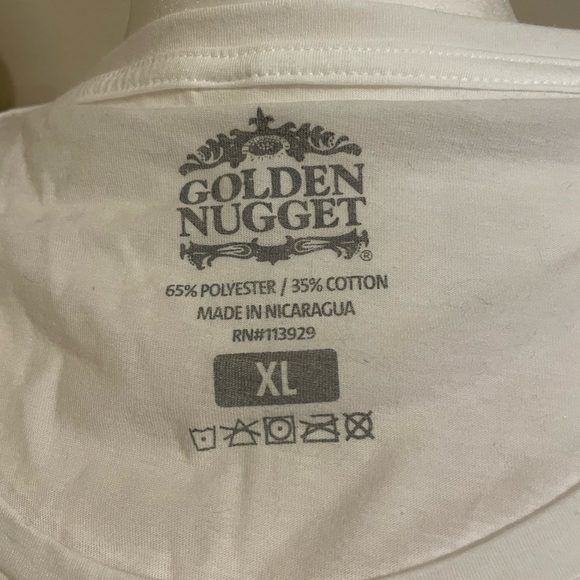 GOLDEN
NUGGET
®
65% POLYESTER / 35% COTTON
MADE IN NICARAGUA
RN#113929
XL